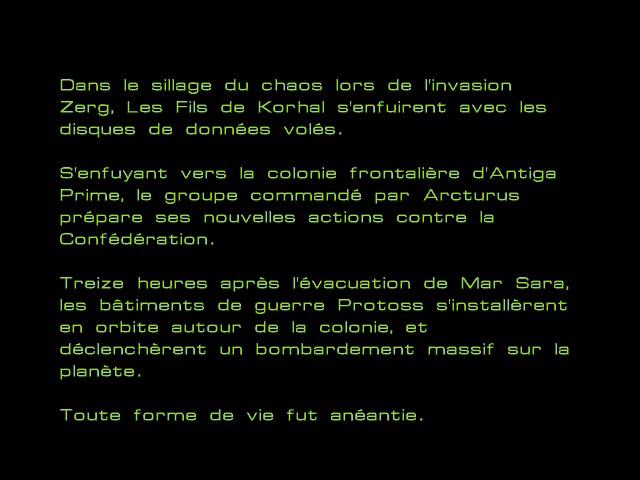 Dans le sillage du chaos lors de l'invasion
Zerg, Les Fils de Korhal s'enfuirent avec les
disques de données volés.
S'enfuyant vers la colonie frontalière d'Antiga
Prime, le groupe commandé par Arcturus
prépare ses nouvelles actions contre la
Confédération.
Treize heures après l'évacuation de Mar Sara,
les bâtiments de guerre Protoss s'installèrent
en orbite autour de la colonie, et
déclenchèrent un bombardement massif sur la
planète.
Toute forme de vie fut anéantie.